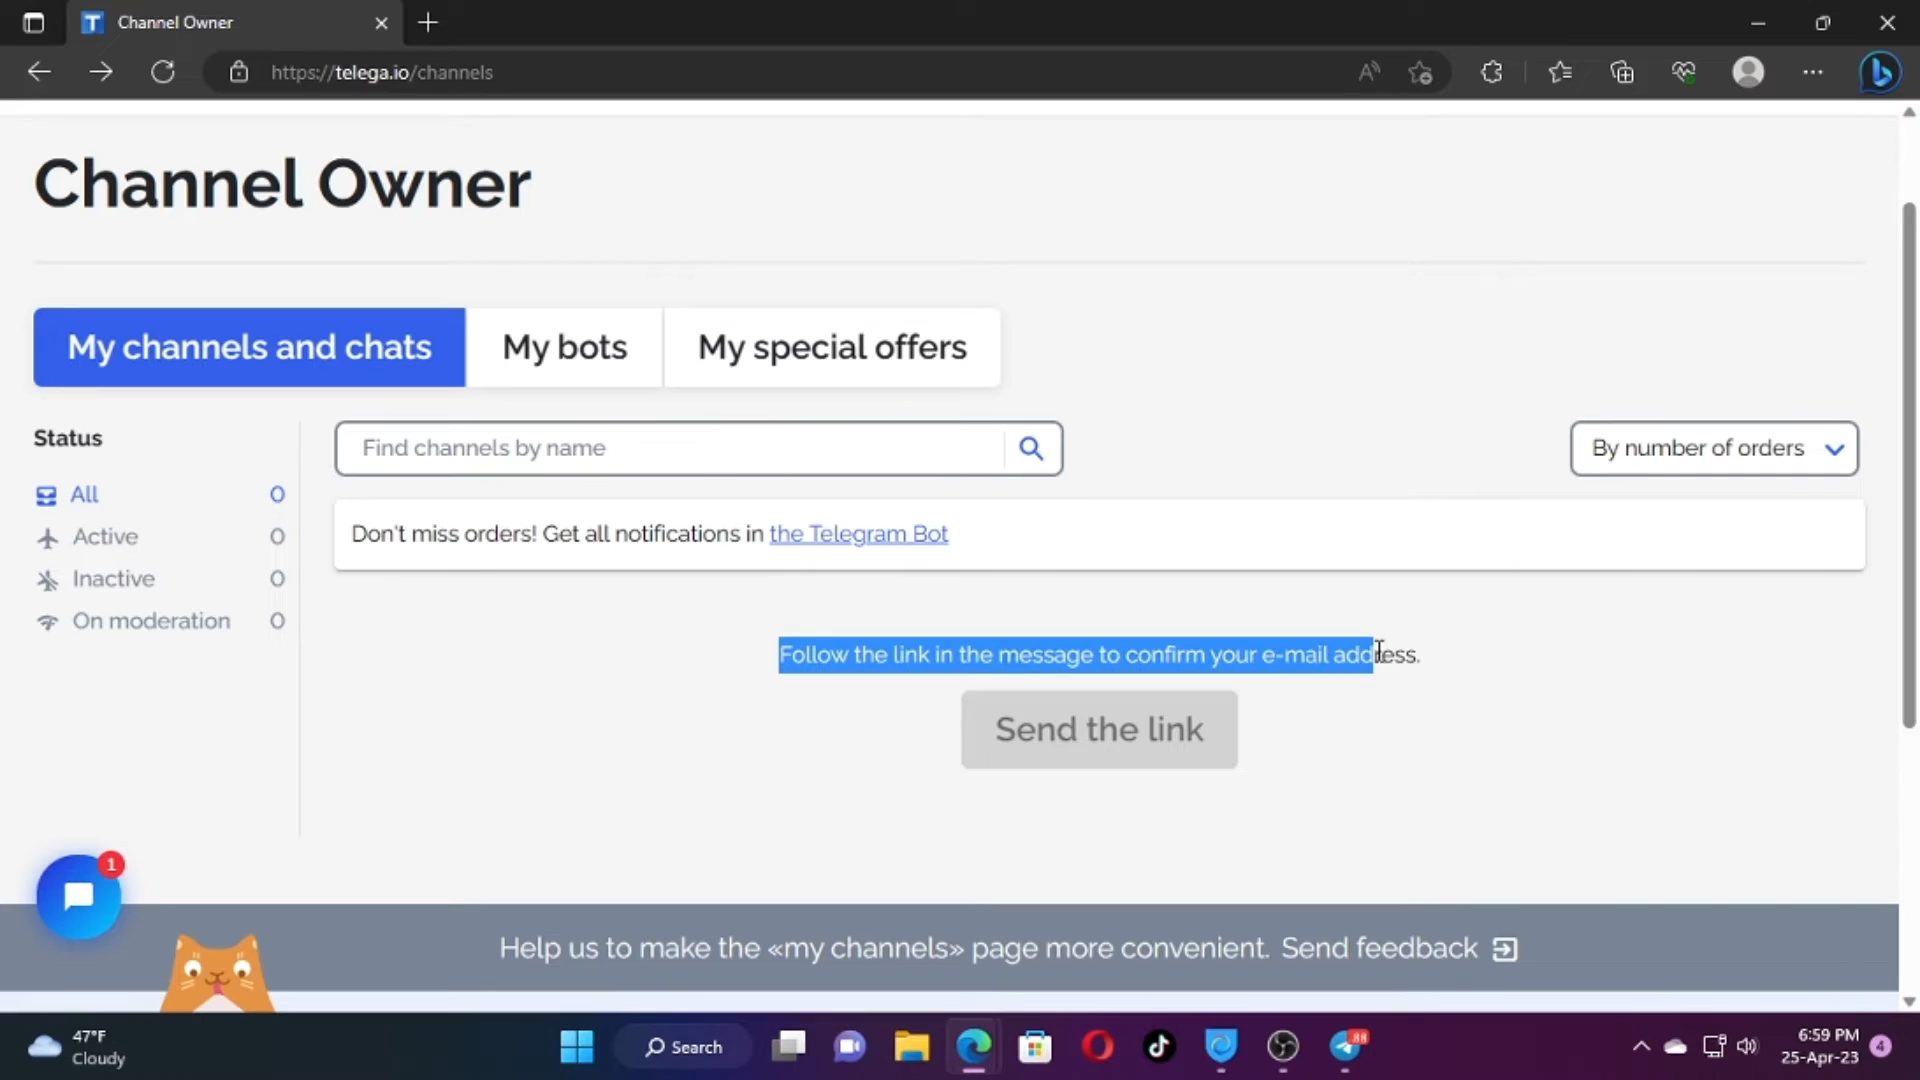 Channel Owner
https://telega.io/channels
Channel Owner
My channels and chats
My bots
My special offers
Status
All 0
Active 0
Inactive 0
On moderation 0
Find channels by name
By number of orders
Don't miss orders! Get all notifications in the Telegram Bot
Follow the link in the message to confirm your e-mail address.
Send the link
1
Help us to make the «my channels» page more convenient. Send feedback
47°F
Cloudy
Search
88
6:59 PM
25-Apr-23
4